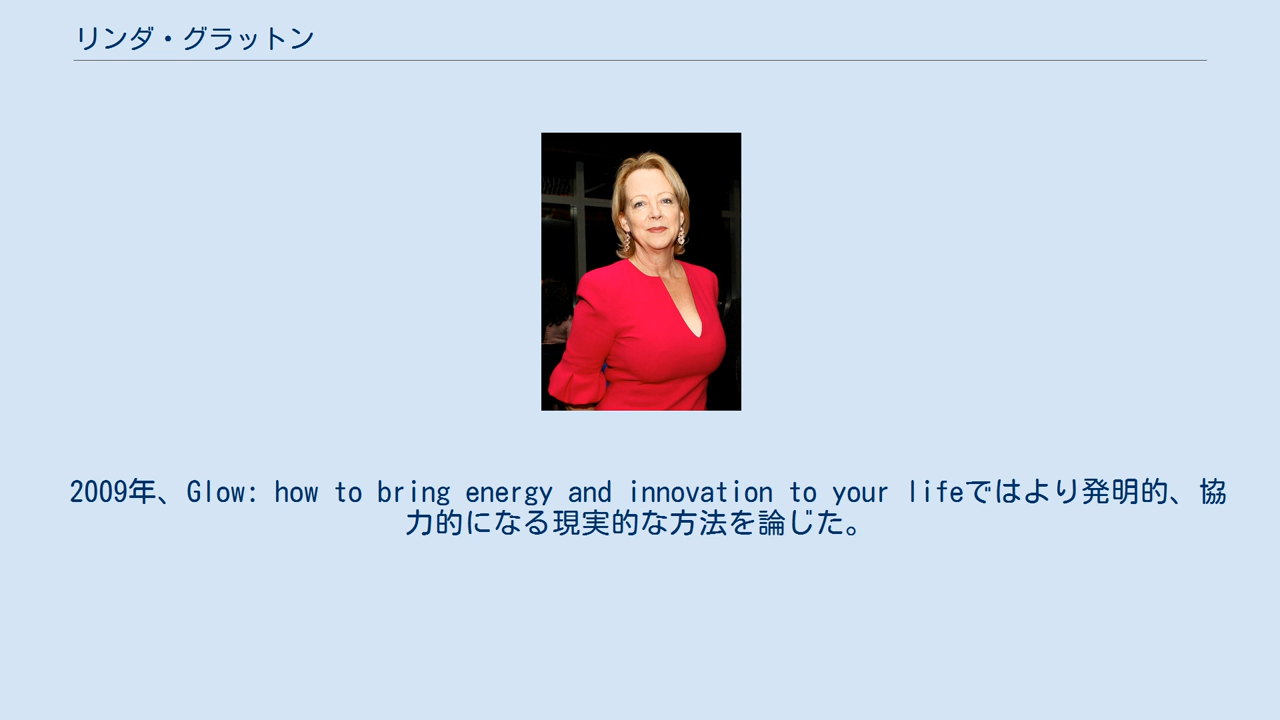 リンダ・グラットン
2009年、Glow: how to bring energy and innovation to your lifeではより発明的、協
力的になる現実的な方法を論じた。